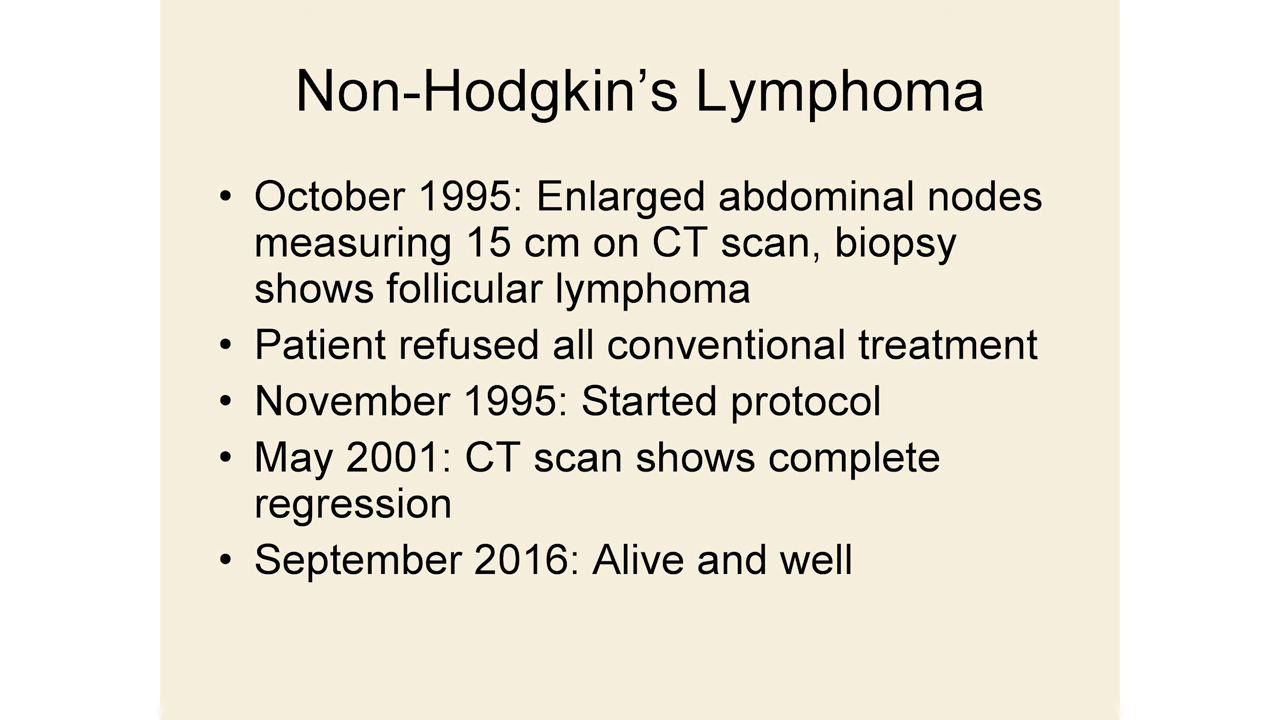 Non-Hodgkin’s Lymphoma
• October 1995: Enlarged abdominal nodes
measuring 15 cm on CT scan, biopsy
shows follicular lymphoma
• Patient refused all conventional treatment
• November 1995: Started protocol
• May 2001: CT scan shows complete
regression
• September 2016: Alive and well